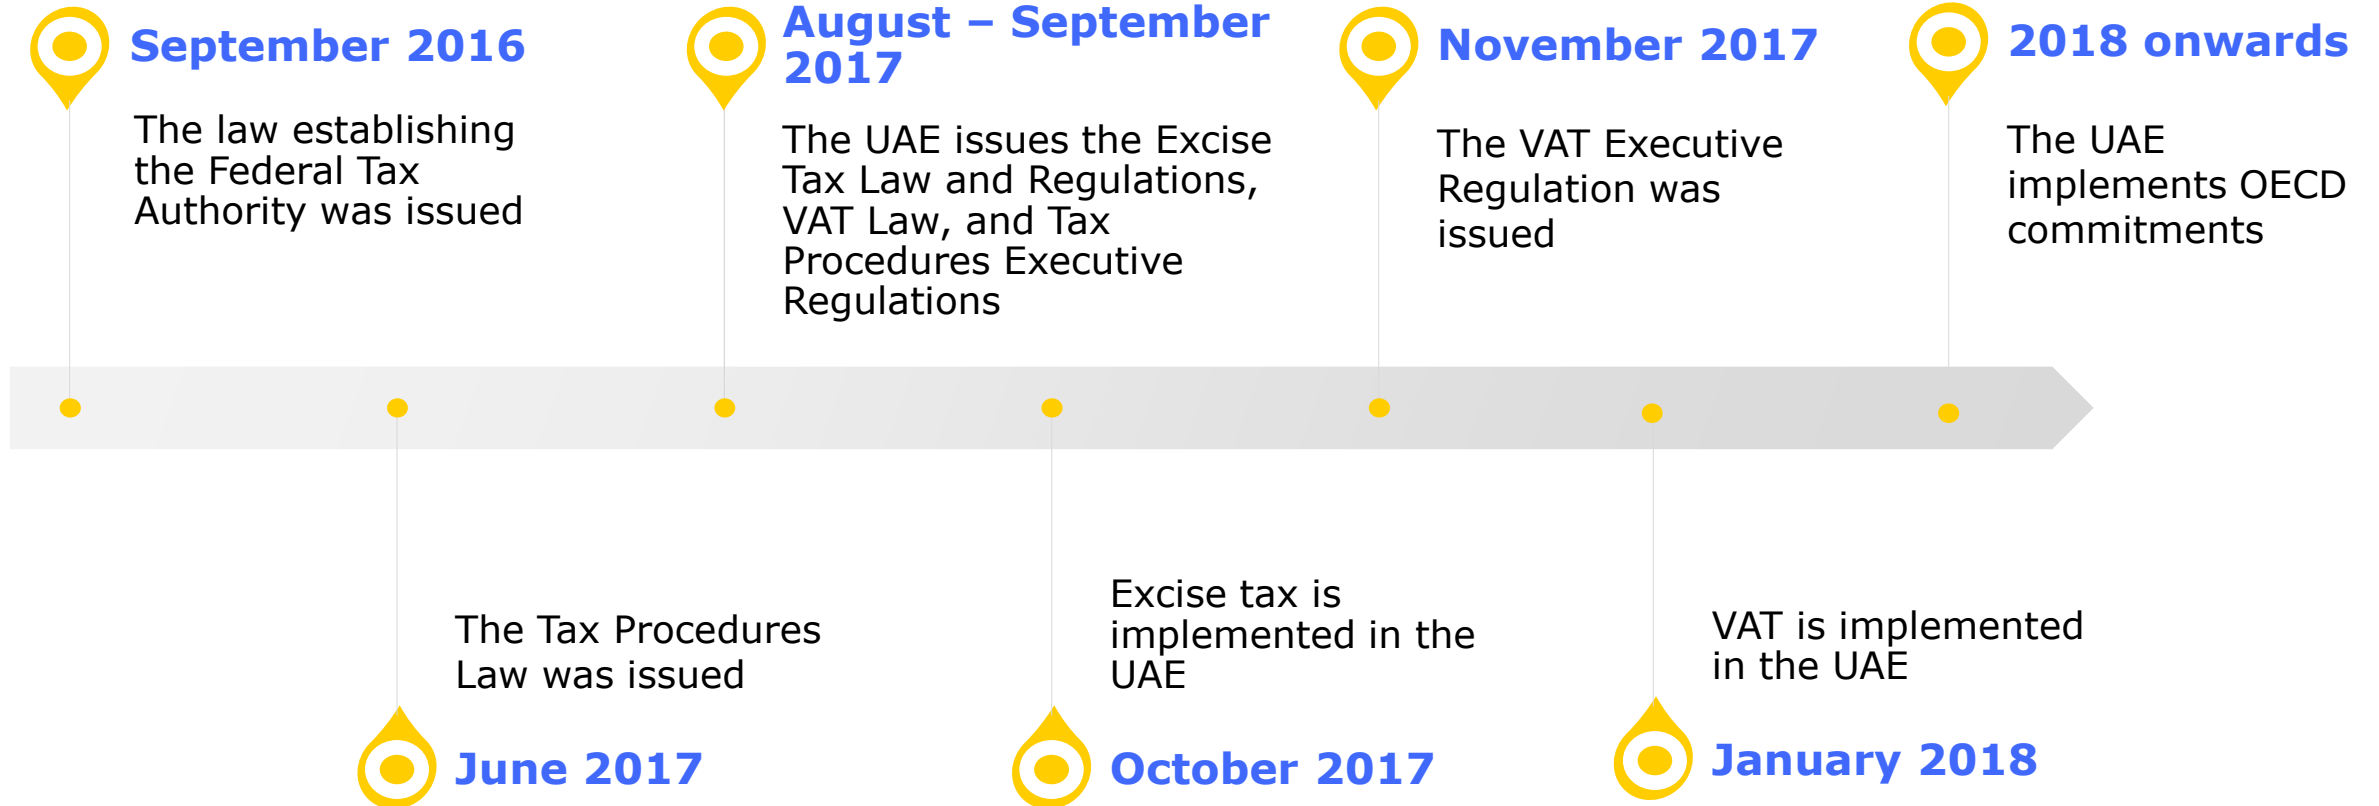 September 2016
The law establishing
the Federal Tax
Authority was issued
August – September
2017
The UAE issues the Excise
Tax Law and Regulations,
VAT Law, and Tax
Procedures Executive
Regulations
November 2017
The VAT Executive
Regulation was
issued
2018 onwards
The UAE
implements OECD
commitments
The Tax Procedures
Law was issued
June 2017
Excise tax is
implemented in the
UAE
October 2017
VAT is implemented
in the UAE
January 2018